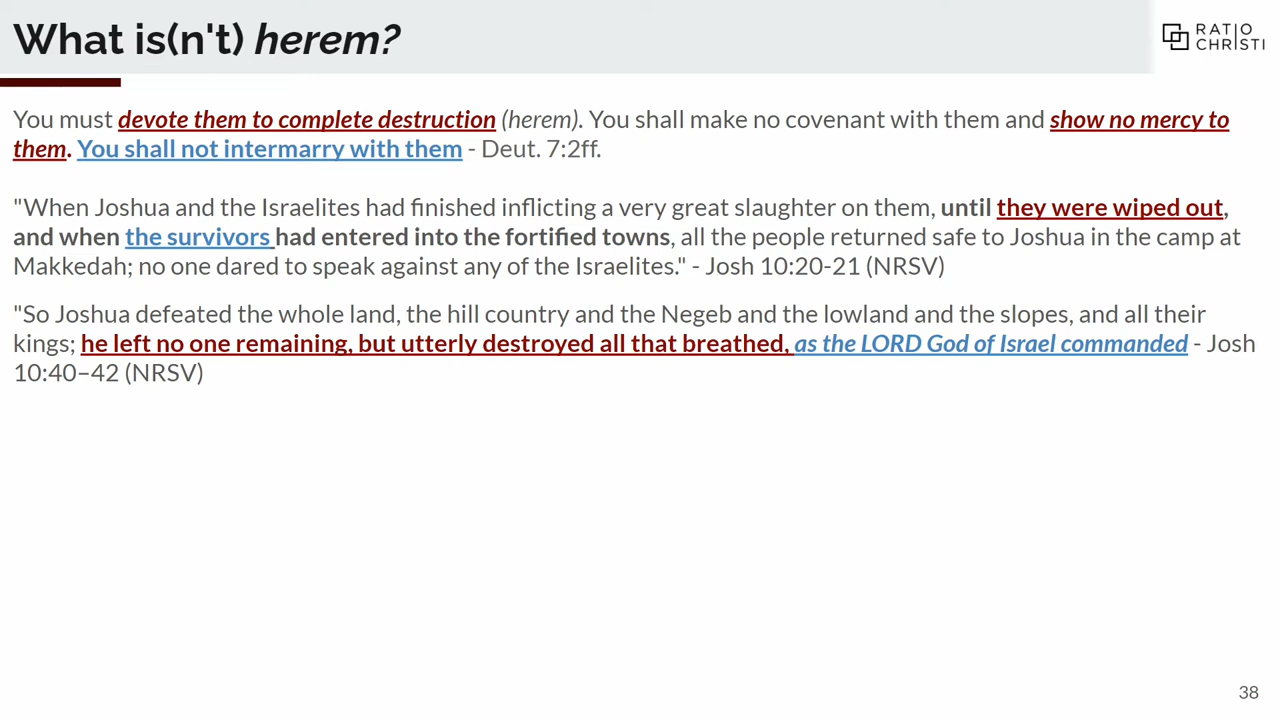 What is(n't) herem?
RATIO
CHRISTI
You must devote them to complete destruction (herem). You shall make no covenant with them and show no mercy to
them. You shall not intermarry with them - Deut. 7:2ff.
"When Joshua and the Israelites had finished inflicting a very great slaughter on them, until they were wiped out,
and when the survivors had entered into the fortified towns, all the people returned safe to Joshua in the camp at
Makkedah; no one dared to speak against any of the Israelites." - Josh 10:20-21 (NRSV)
"So Joshua defeated the whole land, the hill country and the Negeb and the lowland and the slopes, and all their
kings; he left no one remaining, but utterly destroyed all that breathed, as the LORD God of Israel commanded - Josh
10:40–42 (NRSV)
38